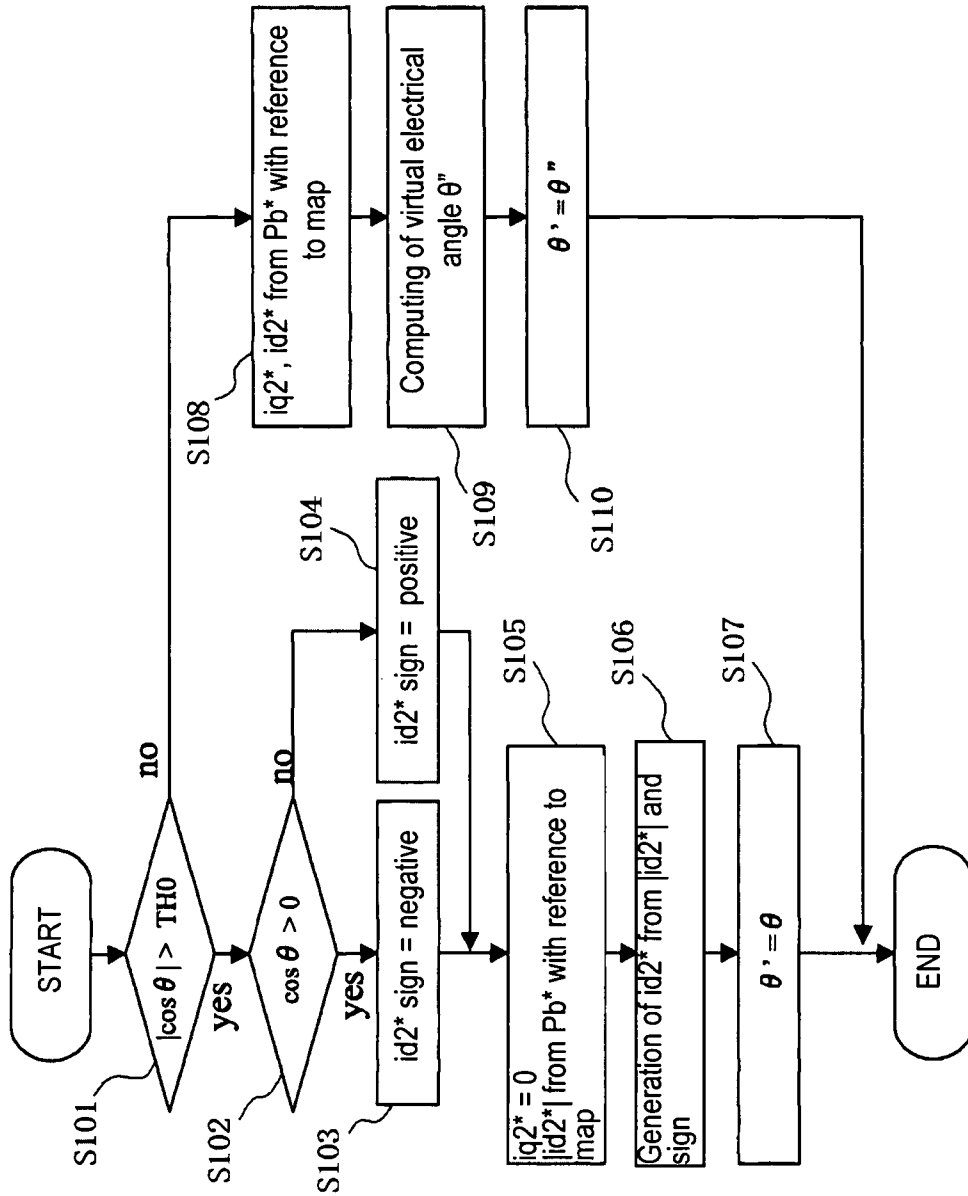 START
S101
|cos θ| > TH0
no
yes
S102
cos θ > 0
no
yes
S103
id2* sign = negative
S104
id2* sign = positive
S105
iq2* = 0
|id2*| from Pb* with reference to
map
S106
Generation of id2* from |id2*| and
sign
S107
θ' = θ
S108
iq2*, id2* from Pb* with reference
to map
S109
Computing of virtual electrical
angle θ"
S110
θ' = θ"
END